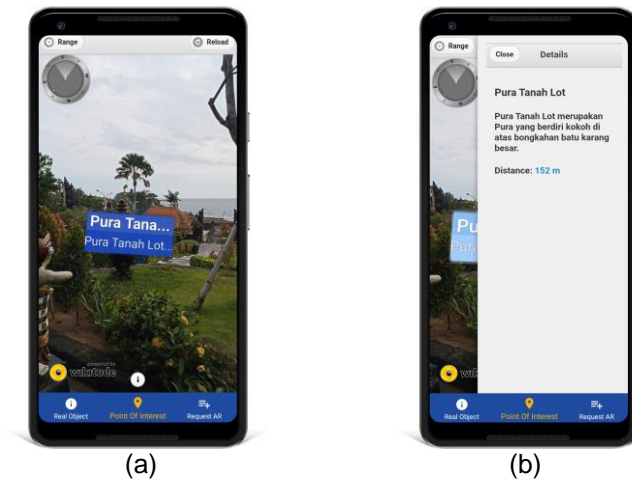 Range
Reload
Pura Tana...
Pura Tanah Lot...
powered by
wikitude
Real Object
Point Of Interest
Request AR
(a)
Range
Close
Details
Pura Tanah Lot
Pura Tanah Lot merupakan
Pura yang berdiri kokoh di
atas bongkahan batu karang
besar.
Distance: 152 m
Pu
Pura
Real Object
Point Of Interest
Request AR
(b)